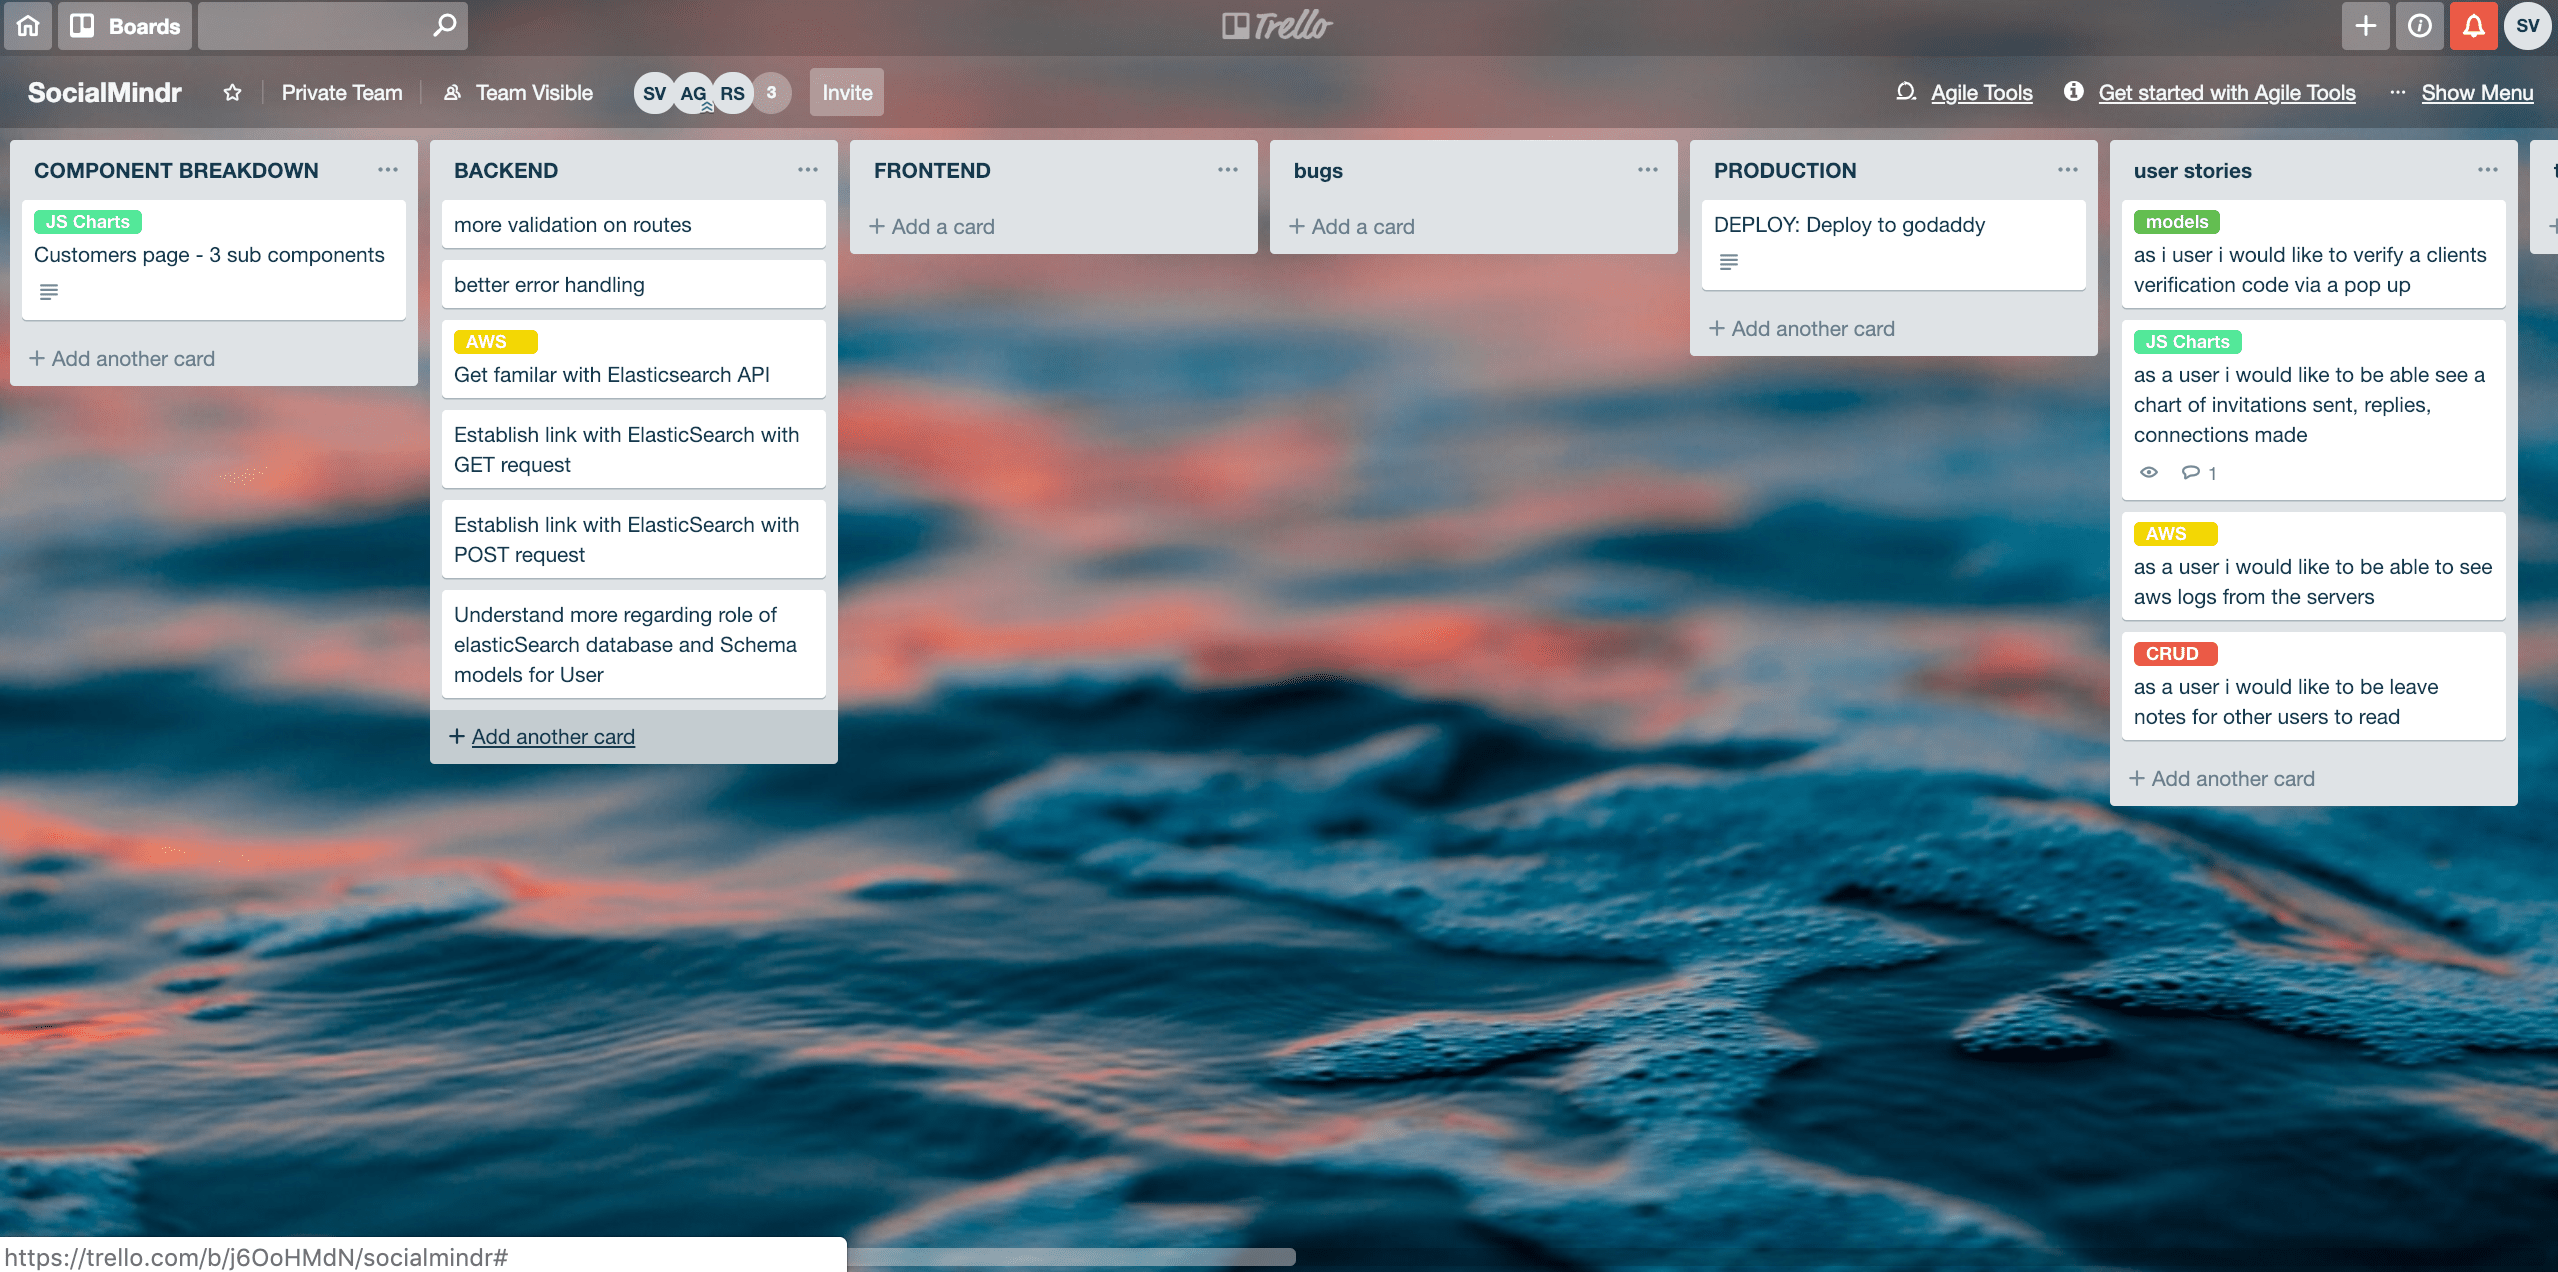 Boards
Trello
SV
SocialMindr
Private Team
Team Visible
SV AG RS 3
Invite
Agile Tools
Get started with Agile Tools
Show Menu
COMPONENT BREAKDOWN
JS Charts
Customers page - 3 sub components
+ Add another card
BACKEND
more validation on routes
better error handling
AWS
Get familar with Elasticsearch API
Establish link with ElasticSearch with
GET request
Establish link with ElasticSearch with
POST request
Understand more regarding role of
elasticSearch database and Schema
models for User
+ Add another card
FRONTEND
+ Add a card
bugs
+ Add a card
PRODUCTION
DEPLOY: Deploy to godaddy
+ Add another card
user stories
models
as i user i would like to verify a clients
verification code via a pop up
JS Charts
as a user i would like to be able see a
chart of invitations sent, replies,
connections made
1
AWS
as a user i would like to be able to see
aws logs from the servers
CRUD
as a user i would like to be leave
notes for other users to read
+ Add another card
https://trello.com/b/j6OoHMdN/socialmindr#